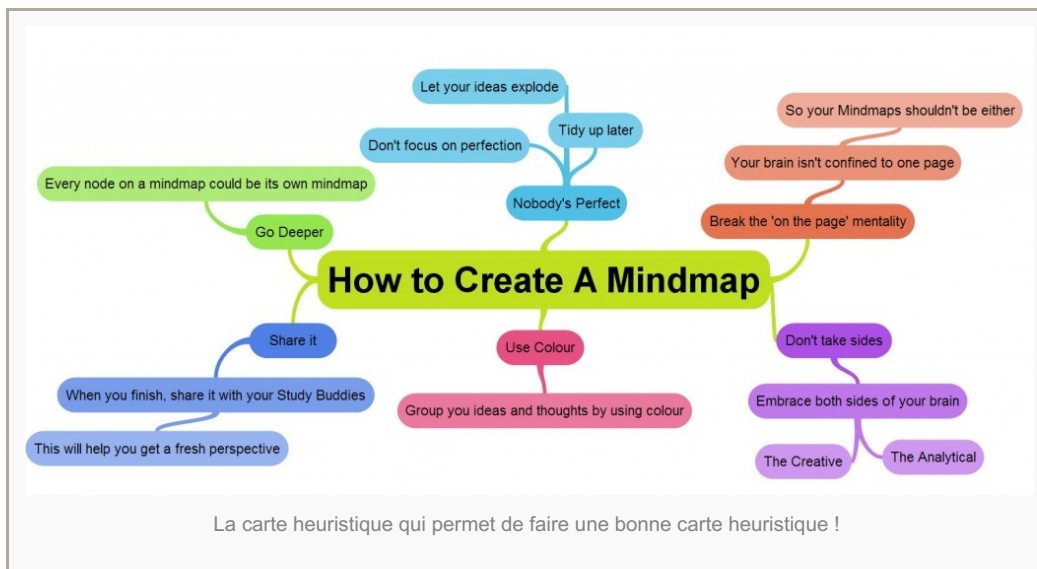 Let your ideas explode
Tidy up later
Don't focus on perfection
Nobody's Perfect
So your Mindmaps shouldn't be either
Your brain isn't confined to one page
Break the 'on the page' mentality
Every node on a mindmap could be its own mindmap
Go Deeper
How to Create A Mindmap
Share it
When you finish, share it with your Study Buddies
This will help you get a fresh perspective
Use Colour
Group you ideas and thoughts by using colour
Don't take sides
Embrace both sides of your brain
The Creative
The Analytical
La carte heuristique qui permet de faire une bonne carte heuristique !